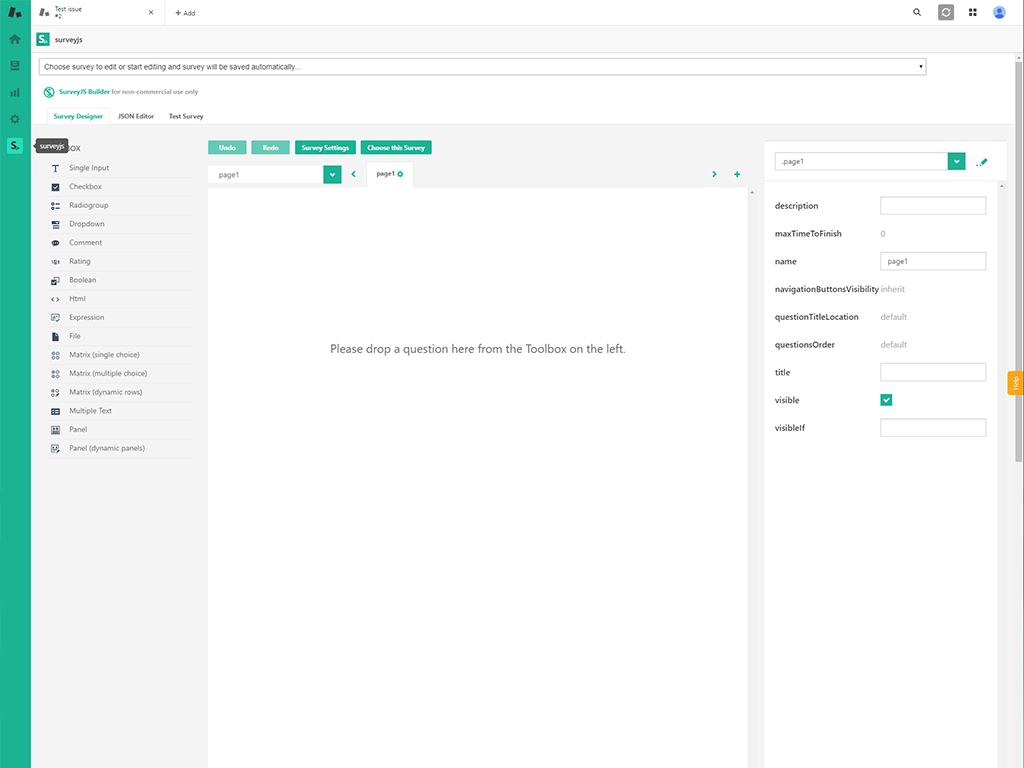 Test issue
#2
+ Add
surveyjs
Choose survey to edit or start editing and survey will be saved automatically...
SurveyJS Builder for non-commercial use only
Survey Designer JSON Editor Test Survey
surveyjs
OX
Single Input
Checkbox
Radiogroup
Dropdown
Comment
Rating
Boolean
Html
Expression
File
Matrix (single choice)
Matrix (multiple choice)
Matrix (dynamic rows)
Multiple Text
Panel
Panel (dynamic panels)
Undo Redo Survey Settings Choose this Survey
page1 page1
Please drop a question here from the Toolbox on the left.
.page1
description
maxTimeToFinish 0
name page1
navigationButtonsVisibility inherit
questionTitleLocation default
questionsOrder default
title
visible
visibleIf
Help